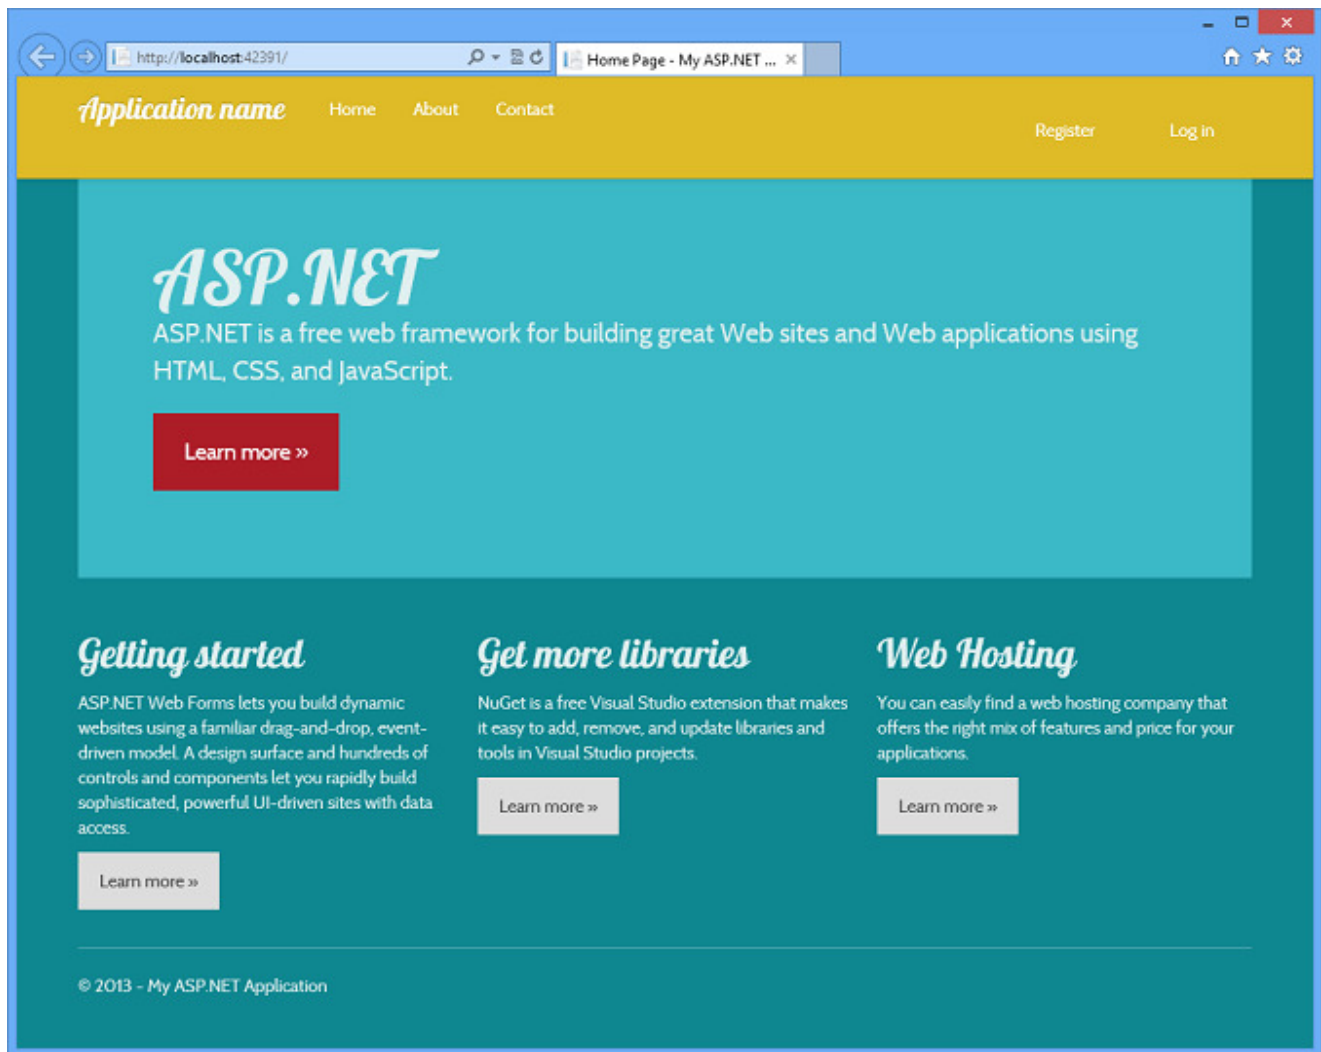 http://localhost:42391/
Home Page - My ASP.NET ...
Application name
Home
About
Contact
Register
Log in
ASP.NET
ASP.NET is a free web framework for building great Web sites and Web applications using
HTML, CSS, and JavaScript.
Learn more »
Getting started
ASP.NET Web Forms lets you build dynamic
websites using a familiar drag-and-drop, event-
driven model. A design surface and hundreds of
controls and components let you rapidly build
sophisticated, powerful UI-driven sites with data
access.
Learn more »
Get more libraries
NuGet is a free Visual Studio extension that makes
it easy to add, remove, and update libraries and
tools in Visual Studio projects.
Learn more »
Web Hosting
You can easily find a web hosting company that
offers the right mix of features and price for your
applications.
Learn more »
© 2013 - My ASP.NET Application